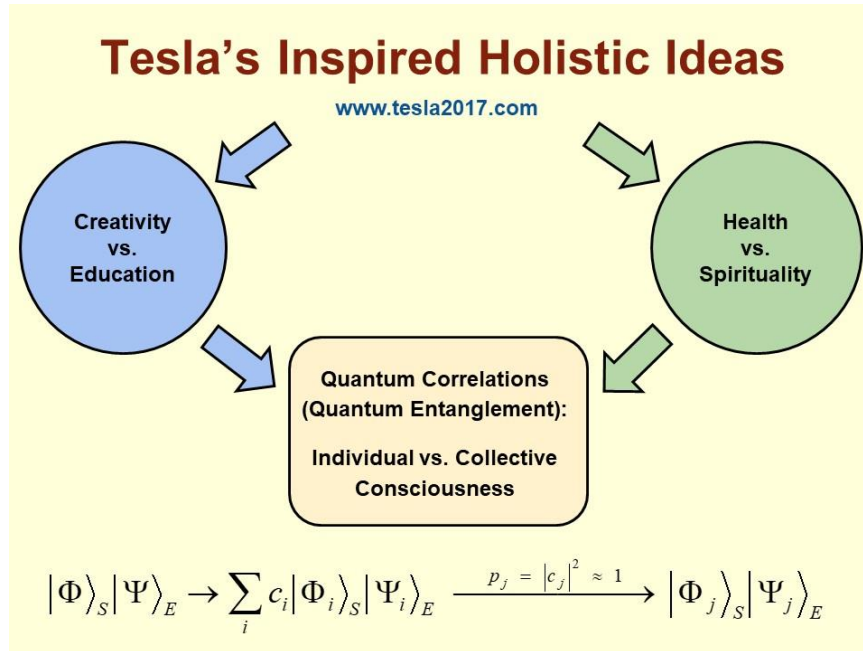 Tesla's Inspired Holistic Ideas
www.tesla2017.com
Creativity
vs.
Education
Health
vs.
Spirituality
Quantum Correlations
(Quantum Entanglement):
Individual vs. Collective
Consciousness
|Φ⟩_S|Ψ⟩_E → ∑_i c_i|Φ_i⟩_S|Ψ_i⟩_E —p_j = |c_j|^2 ≈ 1→ |Φ_j⟩_S|Ψ_j⟩_E